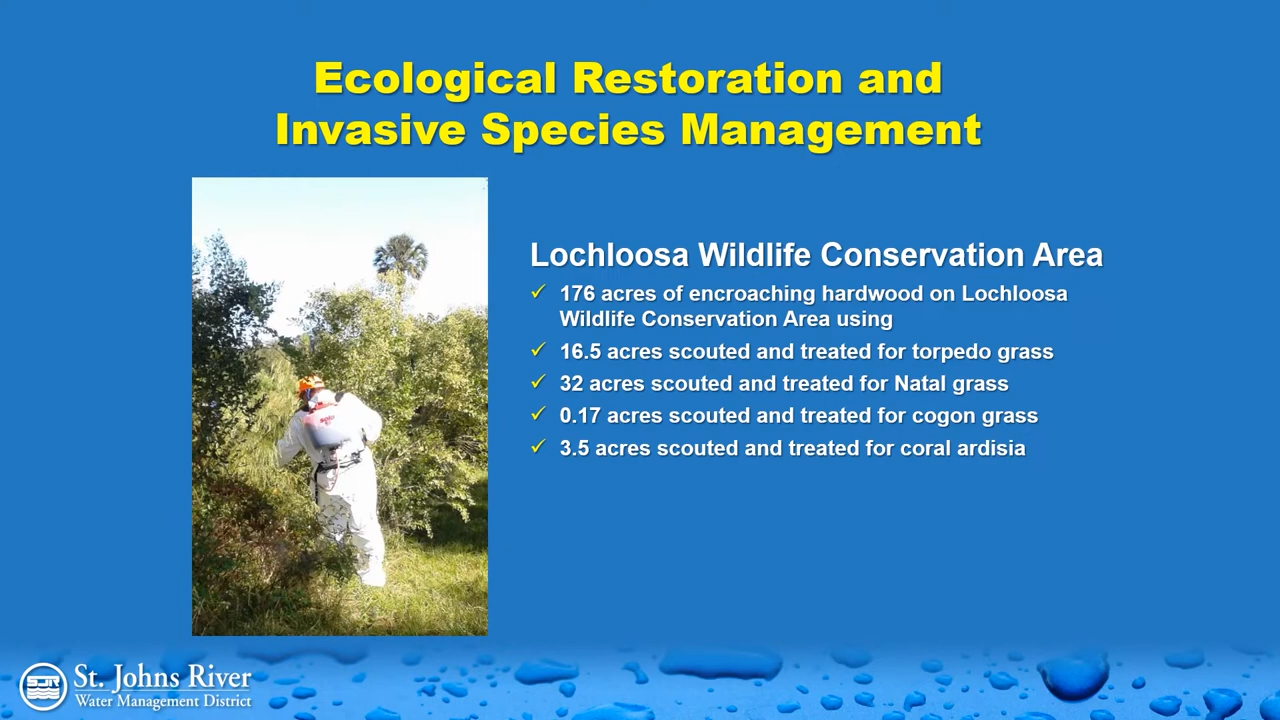 Ecological Restoration and
Invasive Species Management
Lochloosa Wildlife Conservation Area
176 acres of encroaching hardwood on Lochloosa
Wildlife Conservation Area using
16.5 acres scouted and treated for torpedo grass
32 acres scouted and treated for Natal grass
0.17 acres scouted and treated for cogon grass
3.5 acres scouted and treated for coral ardisia
SJR
St. Johns River
Water Management District